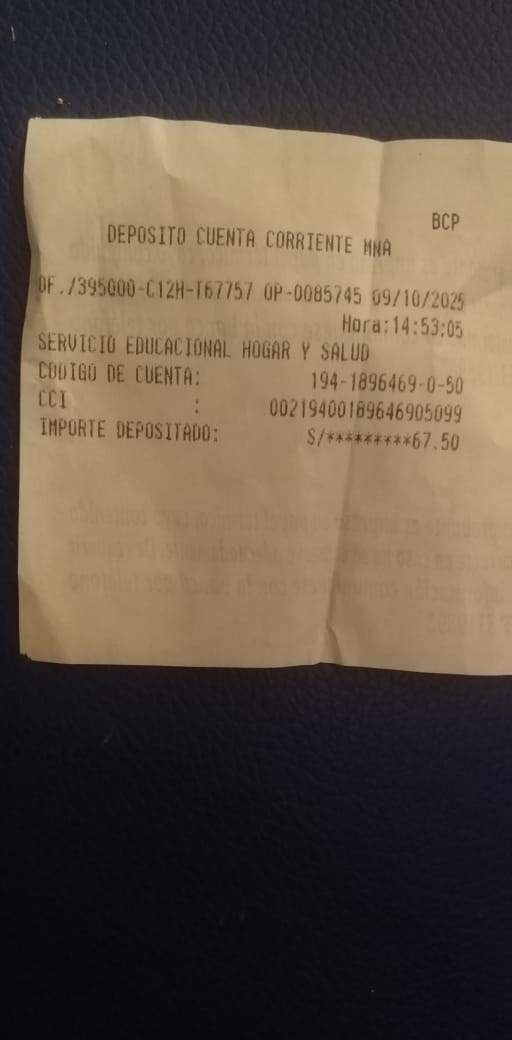 BCP
DEPOSITO CUENTA CORRIENTE MNA
OF./395000-C12H-T67757 OP-0085745 09/10/2025
Hora:14:53:05
SERVICIO EDUCACIONAL HOGAR Y SALUD
CODIGO DE CUENTA: 194-1896469-0-50
CCI : 00219400189646905099
IMPORTE DEPOSITADO: S/*********67.50